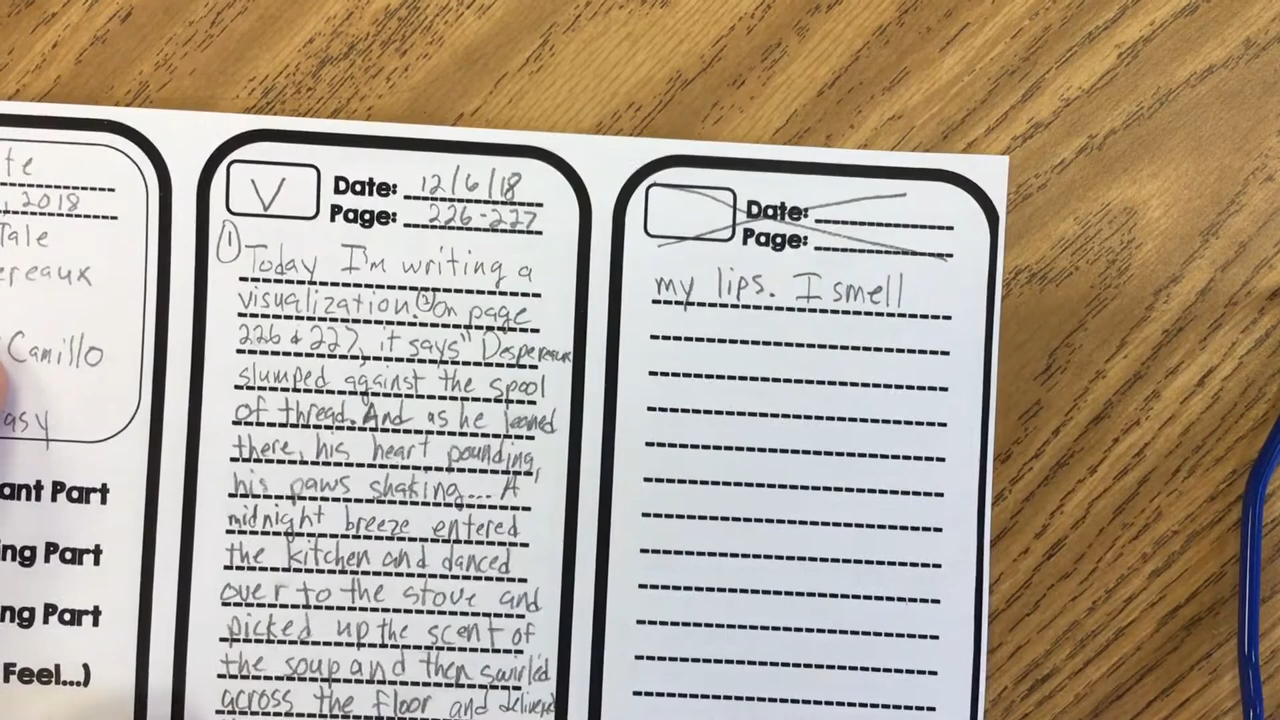 te
, 2018
Tale
ereaux
Camillo
asy
ant Part
ing Part
ng Part
Feel...)
V
Date: 12/6/18
Page: 226-227
① Today I'm writing a
visualization. ② On page
226 & 227, it says " Despereaux
slumped against the spool
of thread. And as he leaned
there, his heart pounding,
his paws shaking... A
midnight breeze entered
the kitchen and danced
over to the stove and
picked up the scent of
the soup and then swirled
across the floor and delivered
Date:
Page:
my lips. I smell